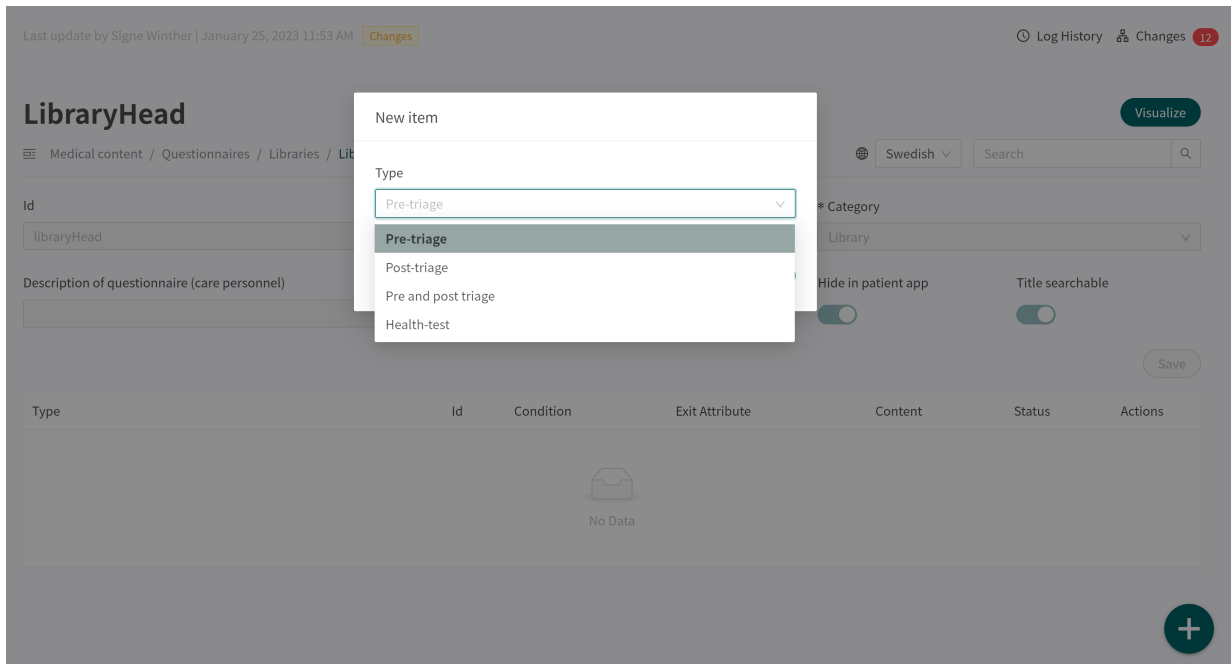 Last update by Signe Winther | January 25, 2023 11:53 AM Changes
Log History Changes 12
LibraryHead
Visualize
Medical content / Questionnaires / Libraries / Lib
Swedish Search
New item
Type
Pre-triage
Pre-triage
Post-triage
Pre and post triage
Health-test
Id
* Category
libraryHead
Library
Description of questionnaire (care personnel)
Hide in patient app Title searchable
Save
Type Id Condition Exit Attribute Content Status Actions
No Data